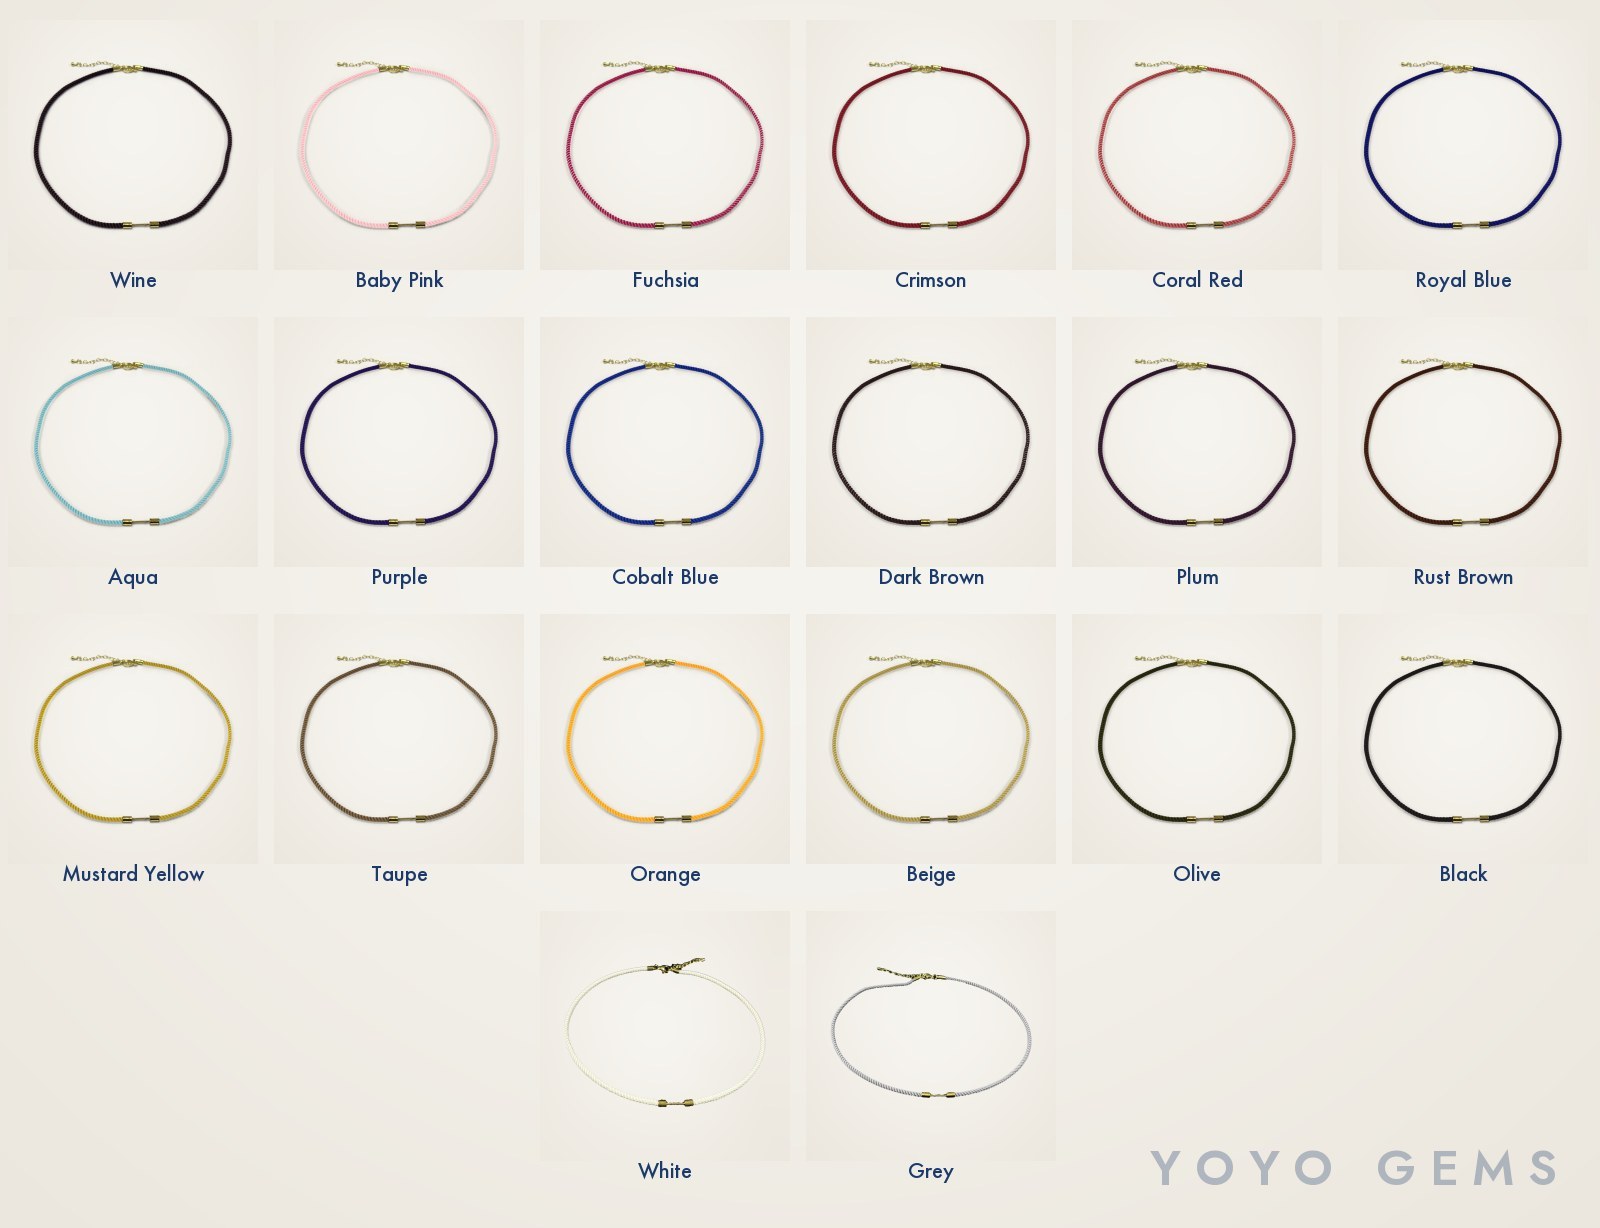 Wine
Baby Pink
Fuchsia
Crimson
Coral Red
Royal Blue
Aqua
Purple
Cobalt Blue
Dark Brown
Plum
Rust Brown
Mustard Yellow
Taupe
Orange
Beige
Olive
Black
White
Grey
YOYO GEMS